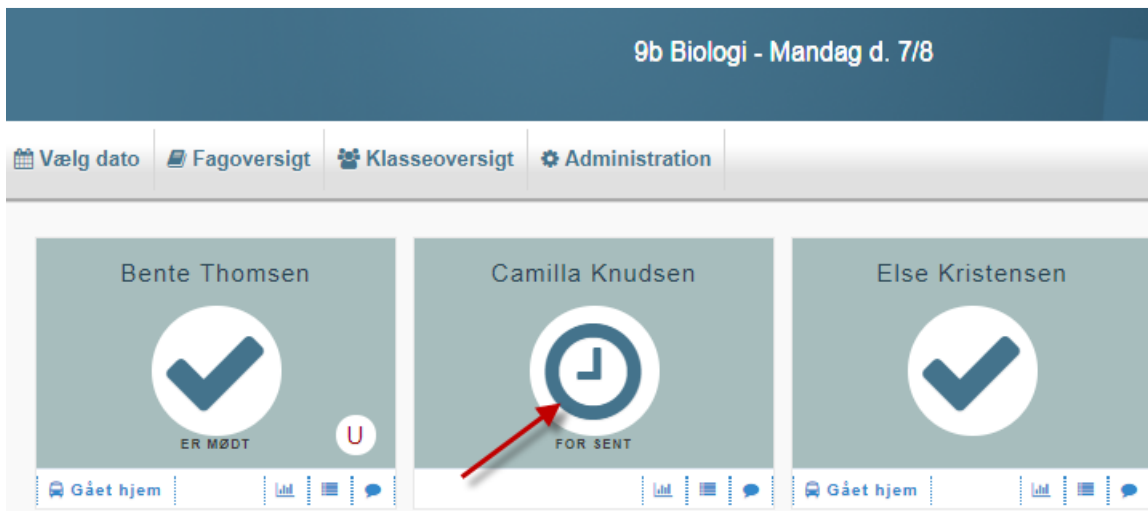 9b Biologi - Mandag d. 7/8
Vælg dato Fagoversigt Klasseoversigt Administration
Bente Thomsen Camilla Knudsen Else Kristensen
ER MØDT U FOR SENT
Gået hjem Gået hjem